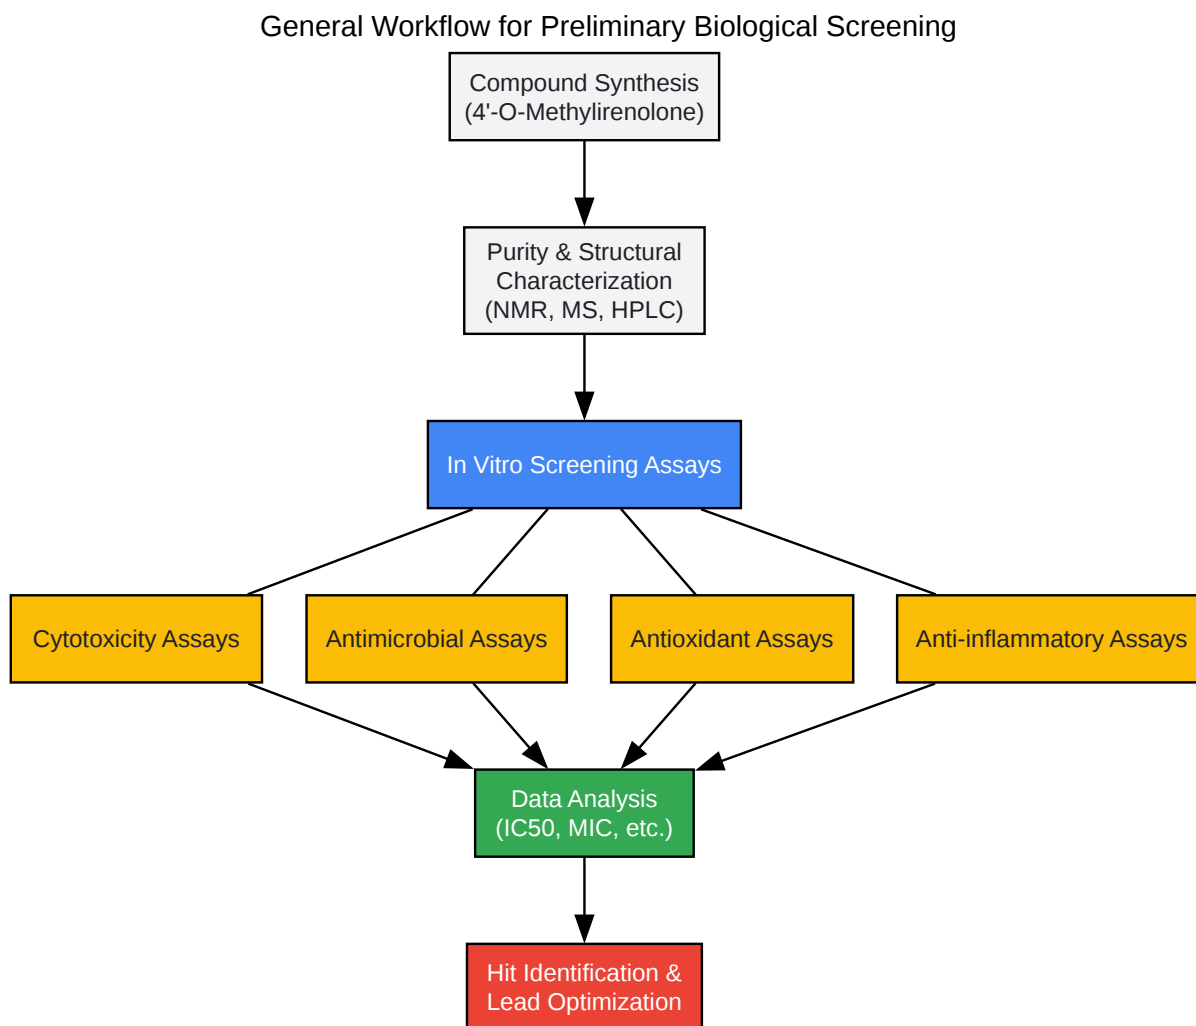 General Workflow for Preliminary Biological Screening
Compound Synthesis
(4'-O-Methylirenolone)
Purity & Structural
Characterization
(NMR, MS, HPLC)
In Vitro Screening Assays
Cytotoxicity Assays
Antimicrobial Assays
Antioxidant Assays
Anti-inflammatory Assays
Data Analysis
(IC50, MIC, etc.)
Hit Identification &
Lead Optimization